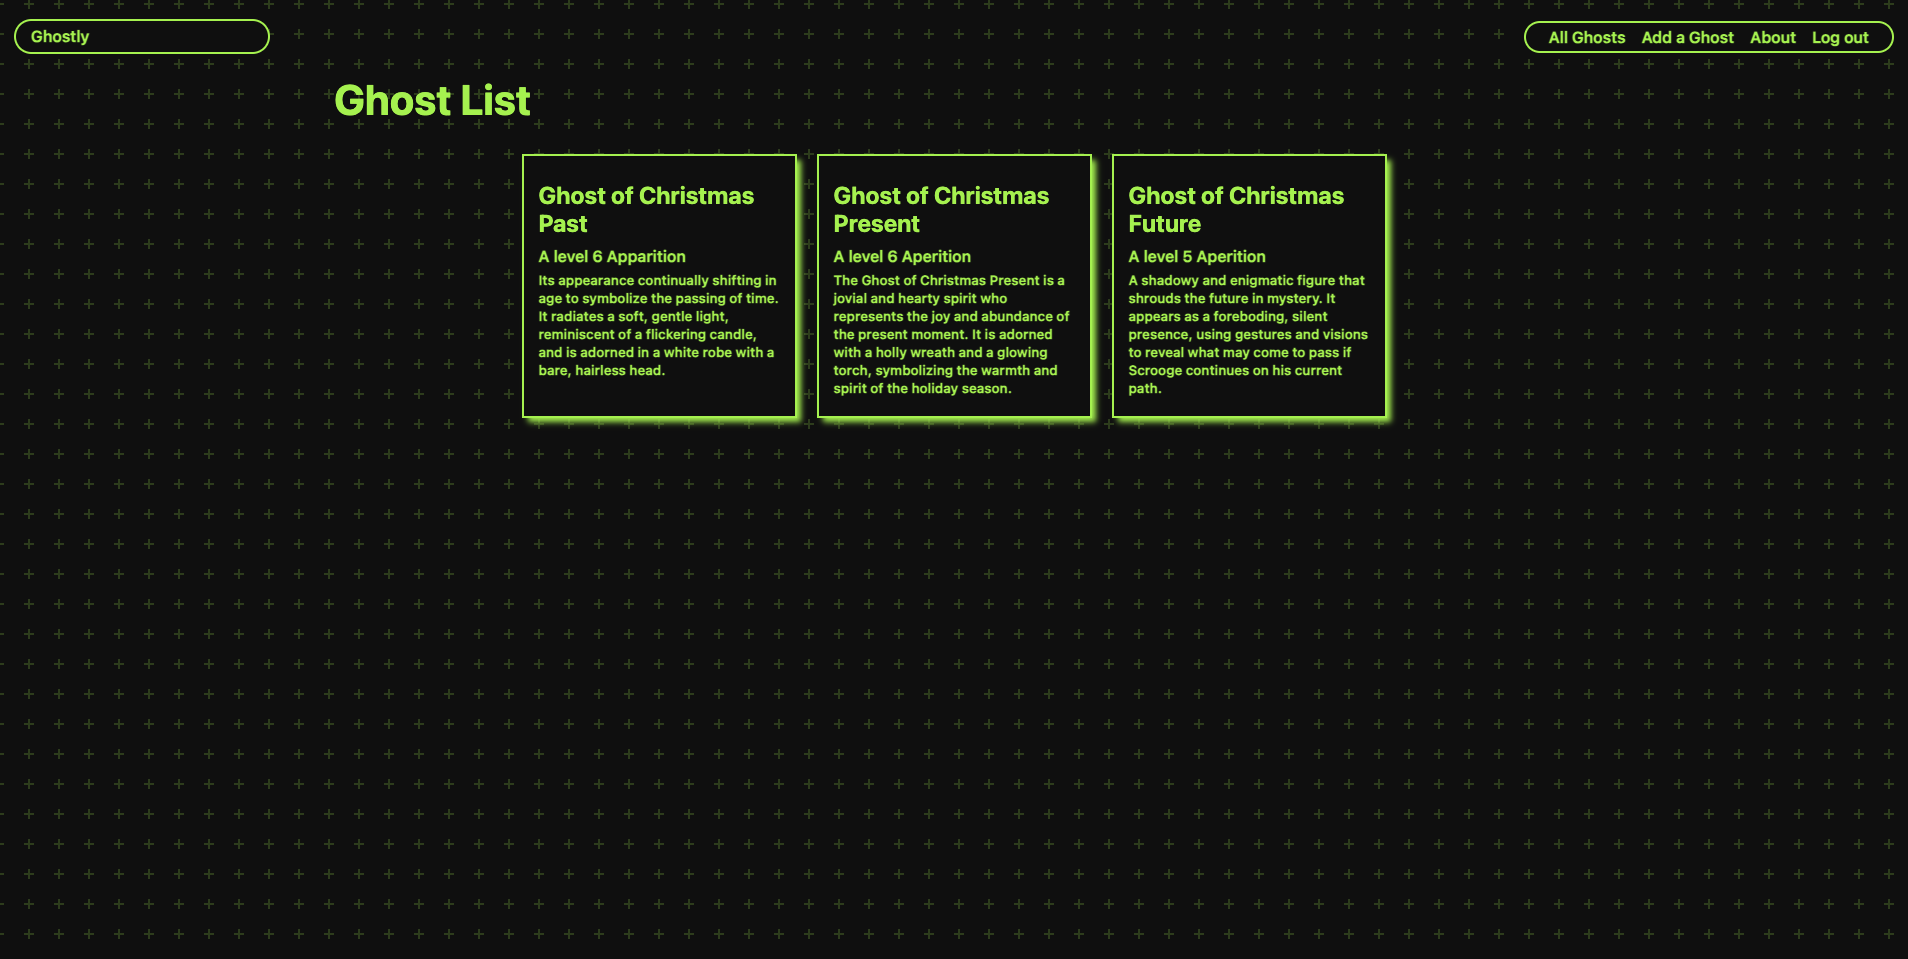 Ghostly
All Ghosts Add a Ghost About Log out
Ghost List
Ghost of Christmas
Past
A level 6 Apparition
Its appearance continually shifting in
age to symbolize the passing of time.
It radiates a soft, gentle light,
reminiscent of a flickering candle,
and is adorned in a white robe with a
bare, hairless head.
Ghost of Christmas
Present
A level 6 Aperition
The Ghost of Christmas Present is a
jovial and hearty spirit who
represents the joy and abundance of
the present moment. It is adorned
with a holly wreath and a glowing
torch, symbolizing the warmth and
spirit of the holiday season.
Ghost of Christmas
Future
A level 5 Aperition
A shadowy and enigmatic figure that
shrouds the future in mystery. It
appears as a foreboding, silent
presence, using gestures and visions
to reveal what may come to pass if
Scrooge continues on his current
path.